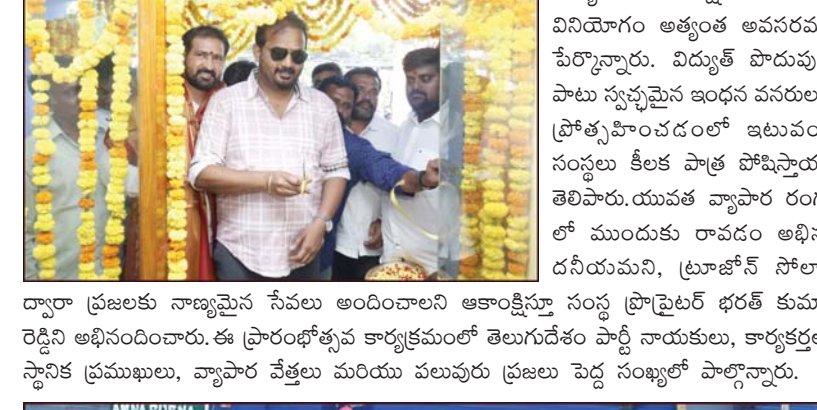 వినియోగం అత్యంత అవసరమ
పేర్కొన్నారు. విద్యుత్ పొదుపు
పాటు స్వచ్ఛమైన ఇంధన వనరుల
ప్రోత్సహించడంలో ఇటువం
సంస్థలు కీలక పాత్ర పోషిస్తాయ
తెలిపారు.యువత వ్యాపార రంగ
లో ముందుకు రావడం అభిన
దనీయమని, ట్రూజోన్ సోలా
ద్వారా ప్రజలకు నాణ్యమైన సేవలు అందించాలని ఆకాంక్షిస్తూ సంస్థ ప్రొప్రైటర్ భరత్ కుమా
రెడ్డిని అభినందించారు.ఈ ప్రారంభోత్సవ కార్యక్రమంలో తెలుగుదేశం పార్టీ నాయకులు, కార్యకర్తల
స్థానిక ప్రముఖులు, వ్యాపార వేత్తలు మరియు పలువురు ప్రజలు పెద్ద సంఖ్యలో పాల్గొన్నారు.